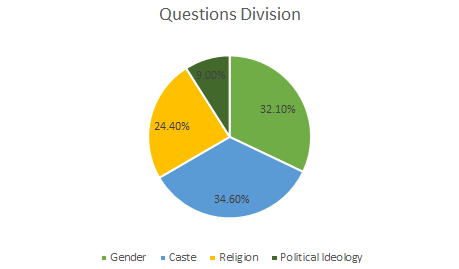 Questions Division
9.00%
32.10%
24.40%
34.60%
Gender Caste Religion Political Ideology